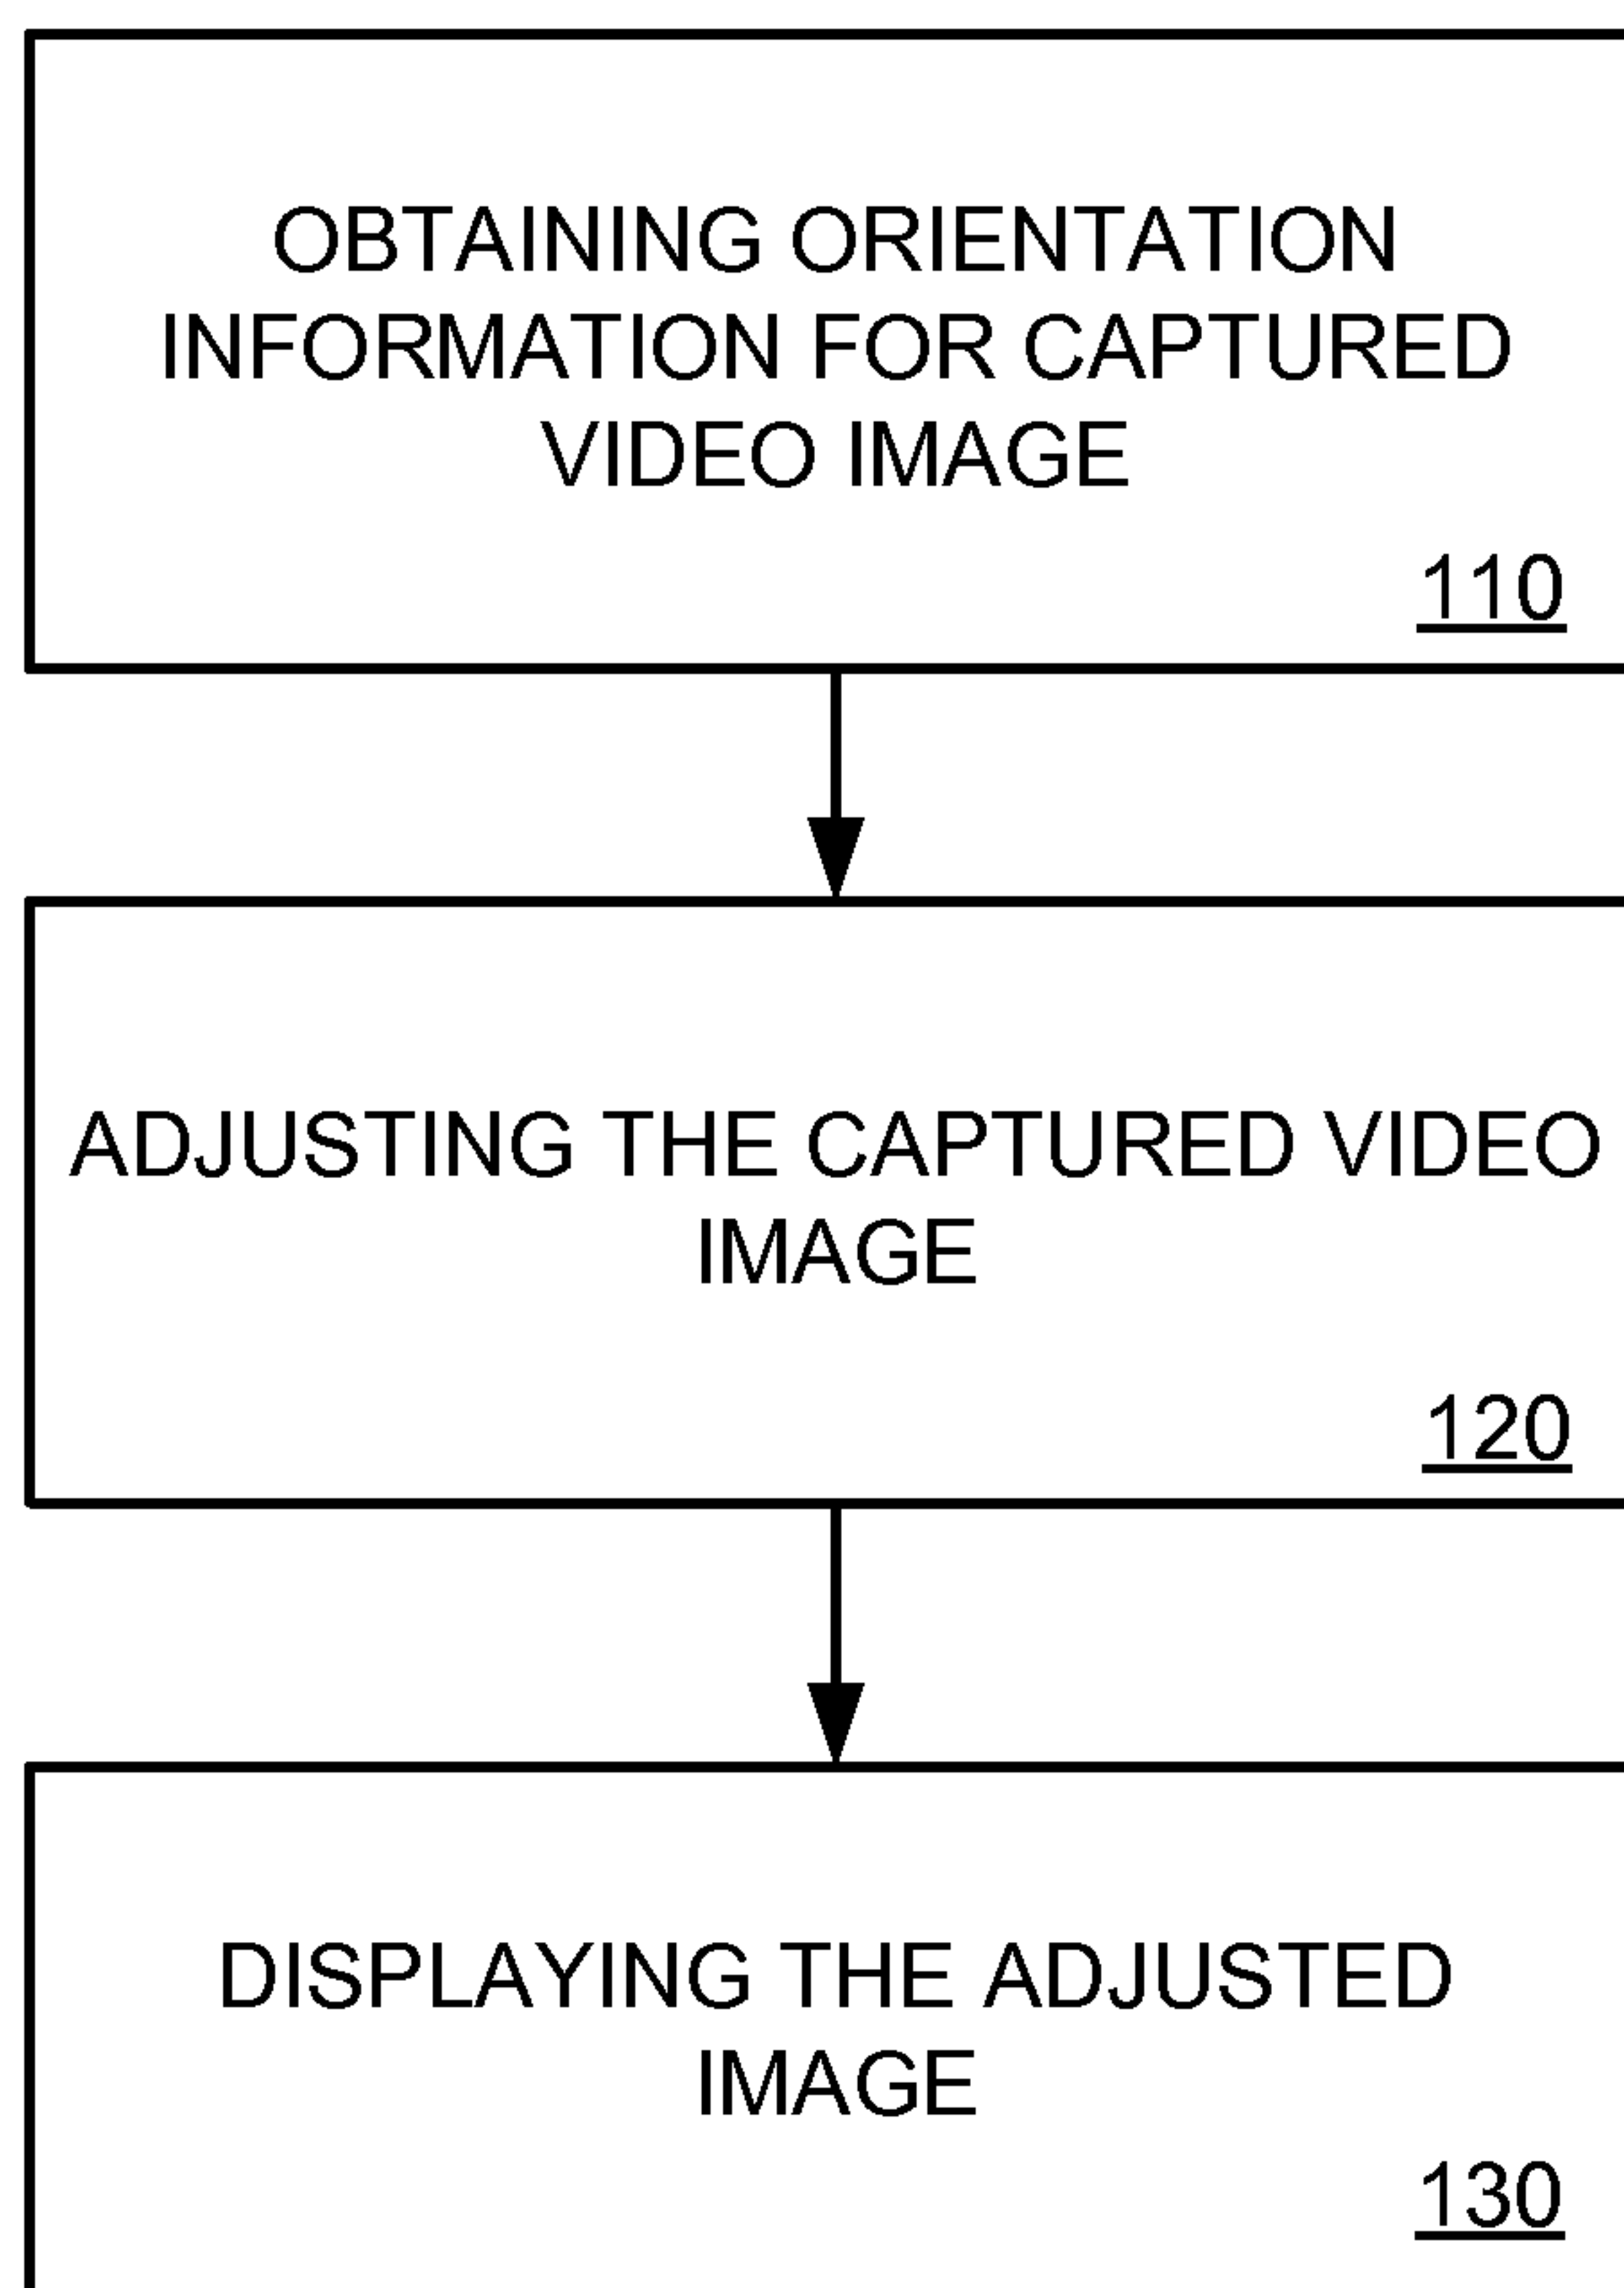 OBTAINING ORIENTATION
INFORMATION FOR CAPTURED
VIDEO IMAGE
110
ADJUSTING THE CAPTURED VIDEO
IMAGE
120
DISPLAYING THE ADJUSTED
IMAGE
130